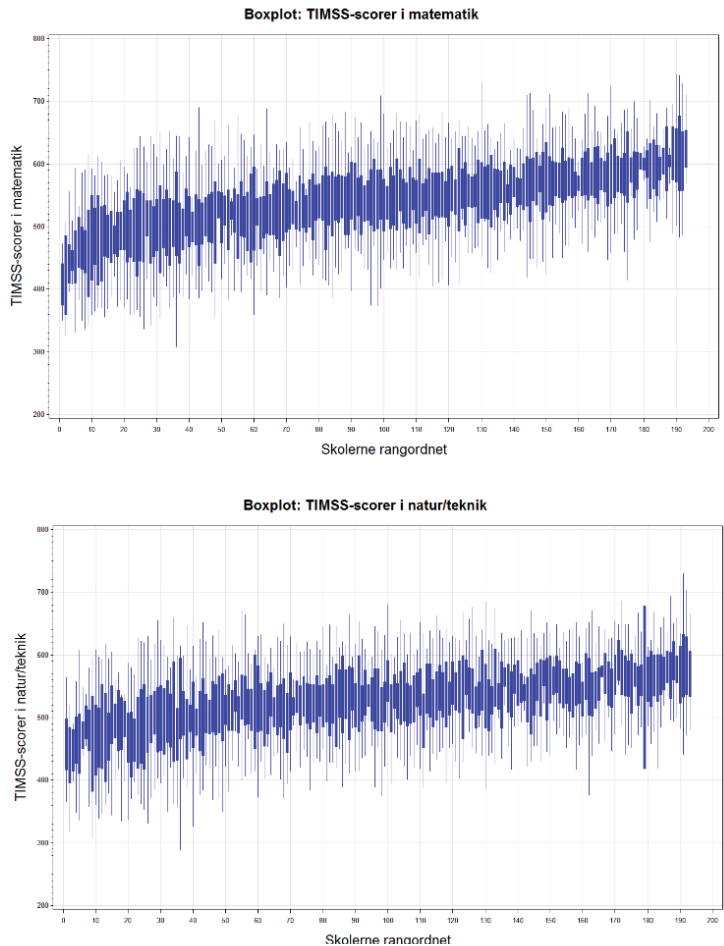 Boxplot: TIMSS-scorer i matematik
TIMSS-scorer i matematik
800
700
600
500
400
300
200
0 10 20 30 40 50 60 70 80 90 100 110 120 130 140 150 160 170 180 190 200
Skolerne rangordnet
Boxplot: TIMSS-scorer i natur/teknik
TIMSS-scorer i natur/teknik
800
700
600
500
400
300
200
0 10 20 30 40 50 60 70 80 90 100 110 120 130 140 150 160 170 180 190 200
Skolerne rangordnet